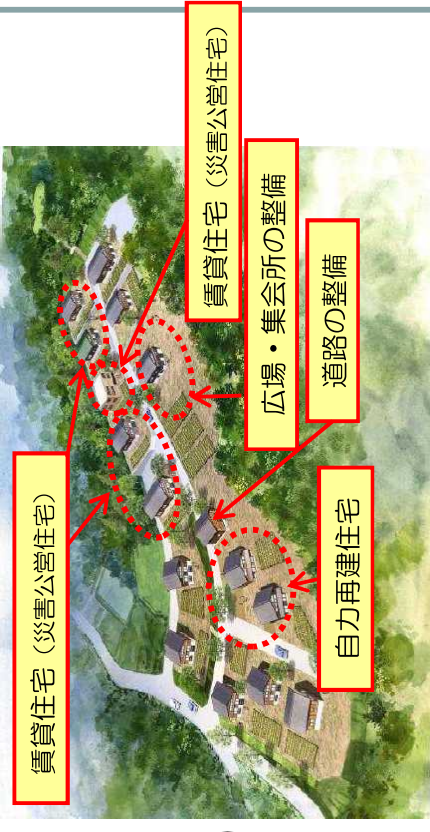 賃貸住宅（災害公営住宅）
賃貸住宅（災害公営住宅）
広場・集会所の整備
道路の整備
自力再建住宅